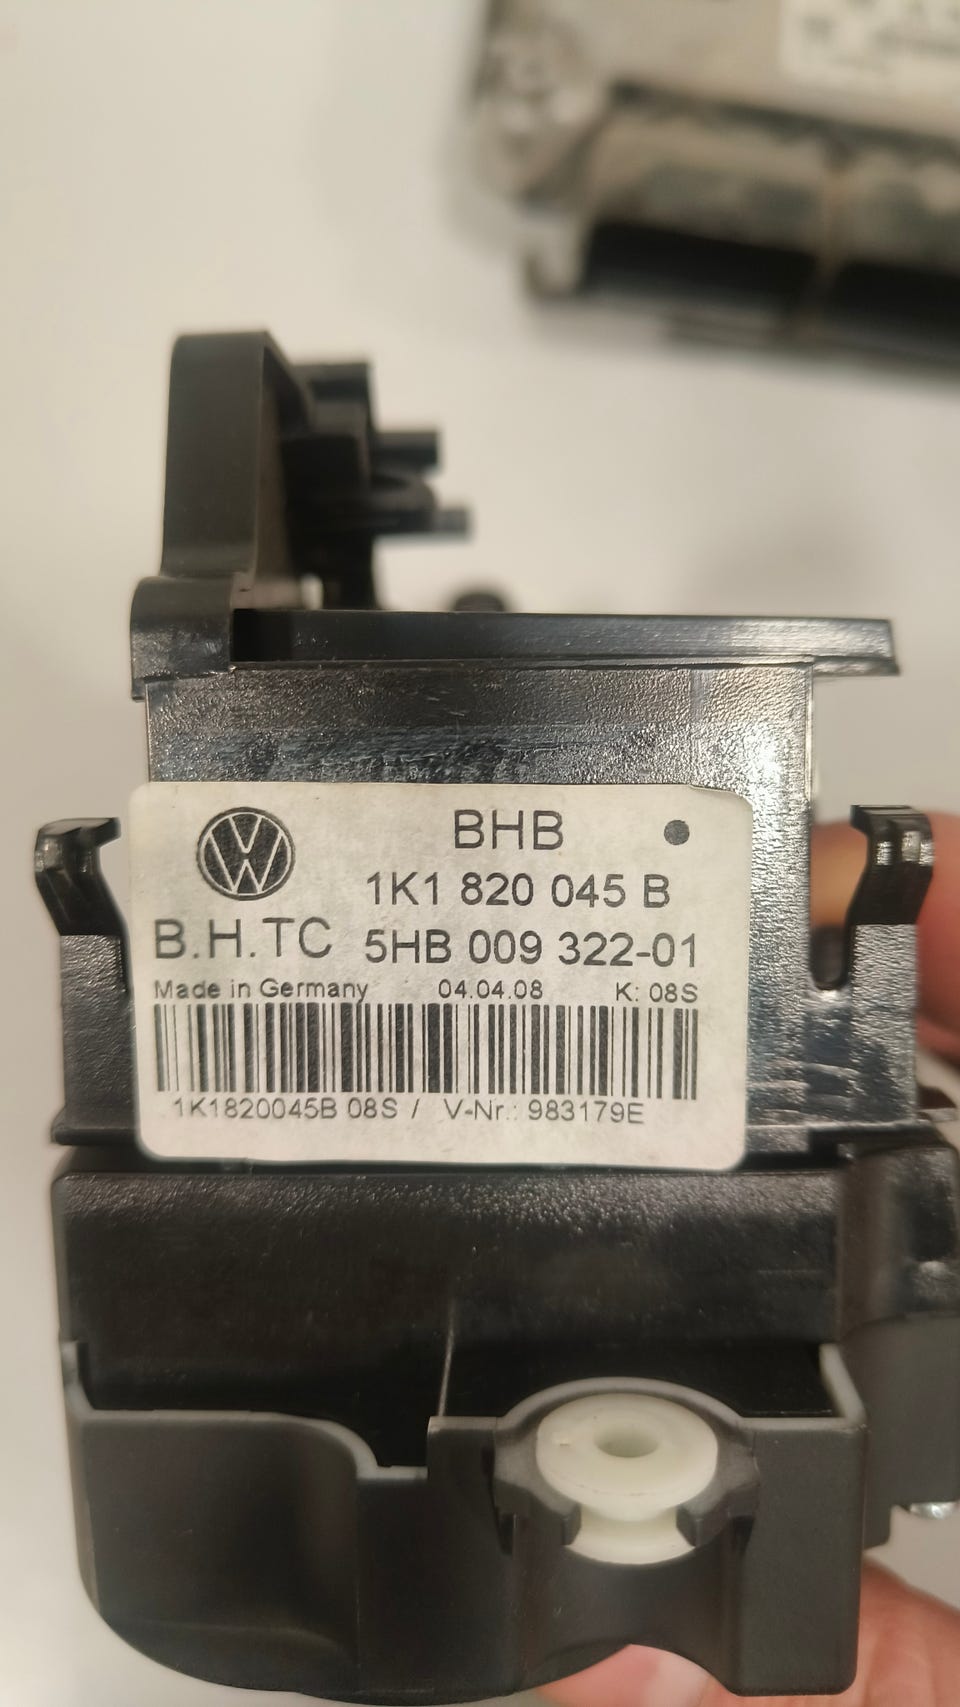 BHB
1K1 820 045 B
B.H.TC 5HB 009 322-01
Made in Germany 04.04.08 K: 08S
1K1820045B 08S / V-Nr.: 983179E